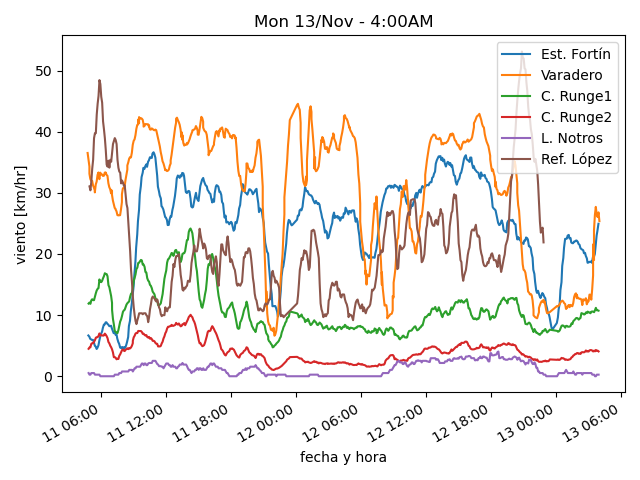 Mon 13/Nov - 4:00AM
viento [km/hr]
50
40
30
20
10
0
Est. Fortín
Varadero
C. Runge1
C. Runge2
L. Notros
Ref. López
11 06:00
11 12:00
11 18:00
12 00:00
12 06:00
12 12:00
12 18:00
13 00:00
13 06:00
fecha y hora